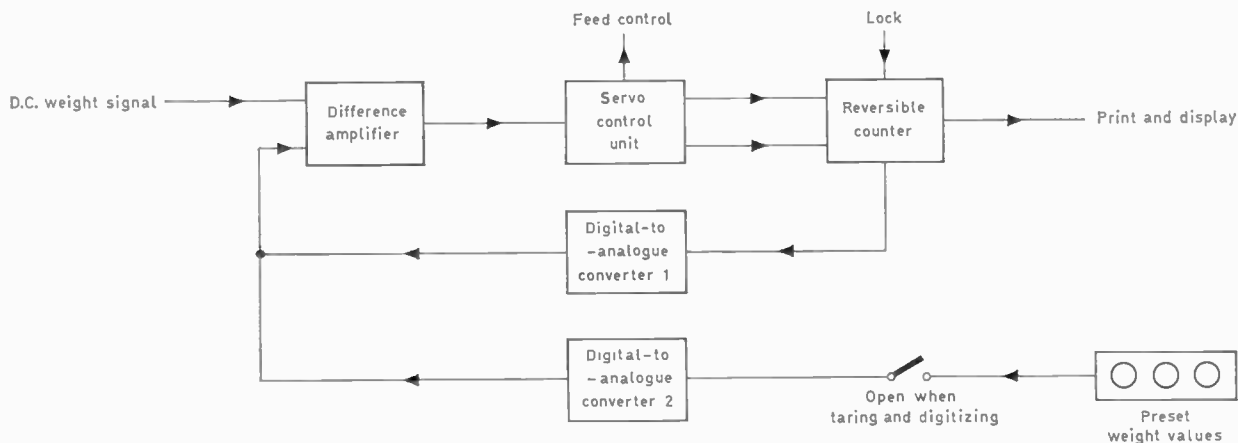 Feed control
Lock
D.C. weight signal
Difference
amplifier
Servo
control
unit
Reversible
counter
Print and display
Digital-to
-analogue
converter 1
Digital-to
-analogue
converter 2
Open when
taring and digitizing
Preset
weight values